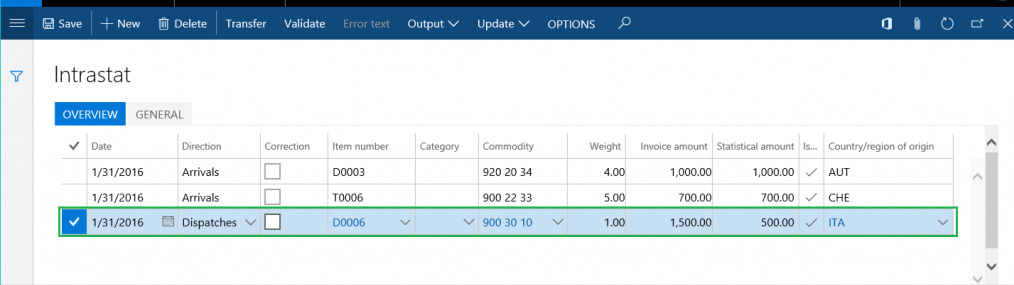 Save + New Delete Transfer Validate Error text Output Update OPTIONS
Intrastat
OVERVIEW GENERAL
Date Direction Correction Item number Category Commodity Weight Invoice amount Statistical amount Is... Country/region of origin
1/31/2016 Arrivals D0003 920 20 34 4.00 1,000.00 1,000.00 AUT
1/31/2016 Arrivals T0006 900 22 33 5.00 700.00 700.00 CHE
1/31/2016 Dispatches D0006 900 30 10 1.00 1,500.00 500.00 ITA